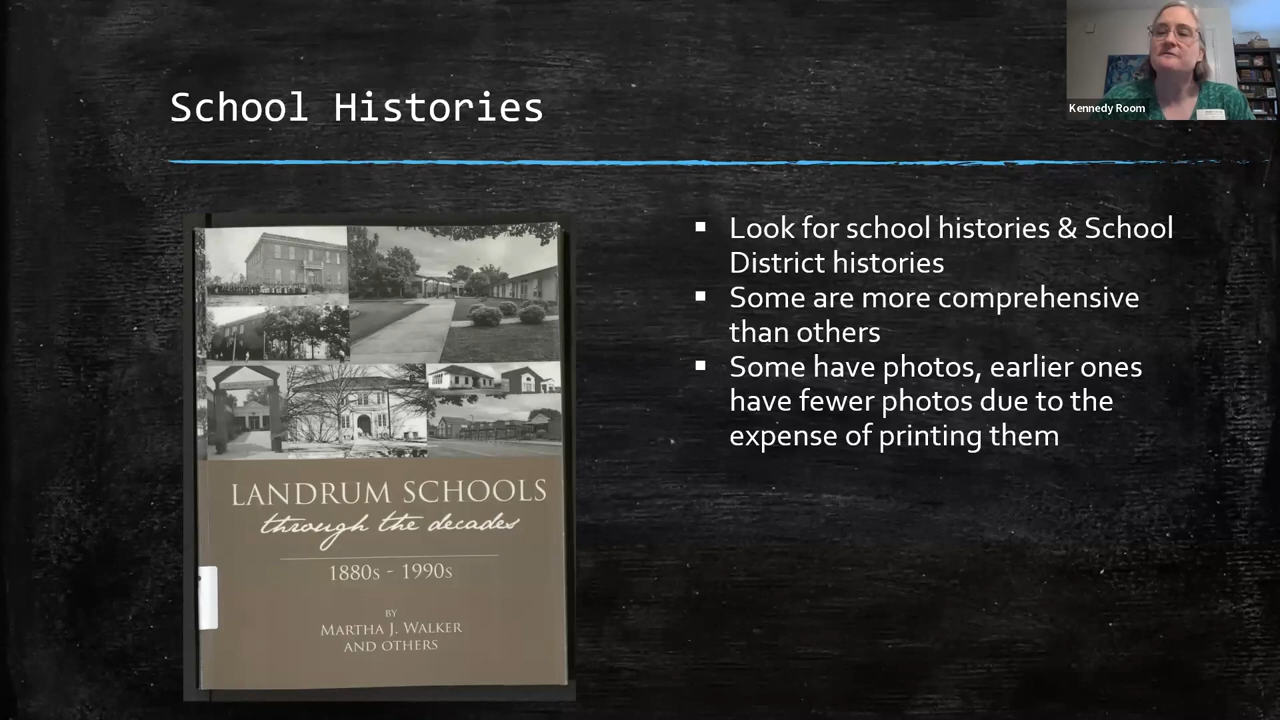 School Histories
Kennedy Room
▪ Look for school histories & School
District histories
▪ Some are more comprehensive
than others
▪ Some have photos, earlier ones
have fewer photos due to the
expense of printing them
LANDRUM SCHOOLS
through the decades
1880s - 1990s
BY
MARTHA J. WALKER
AND OTHERS